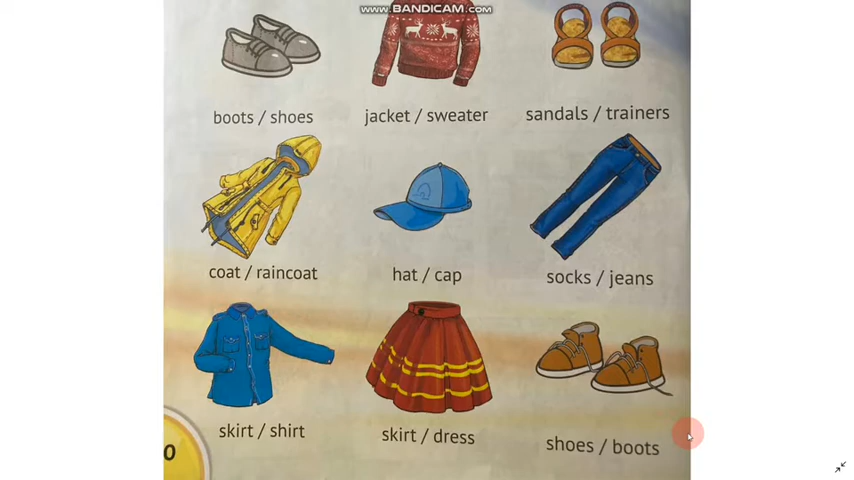 WWW.BANDICAM.COM
boots / shoes
jacket / sweater
sandals / trainers
coat / raincoat
hat / cap
socks / jeans
skirt / shirt
skirt / dress
shoes / boots
0